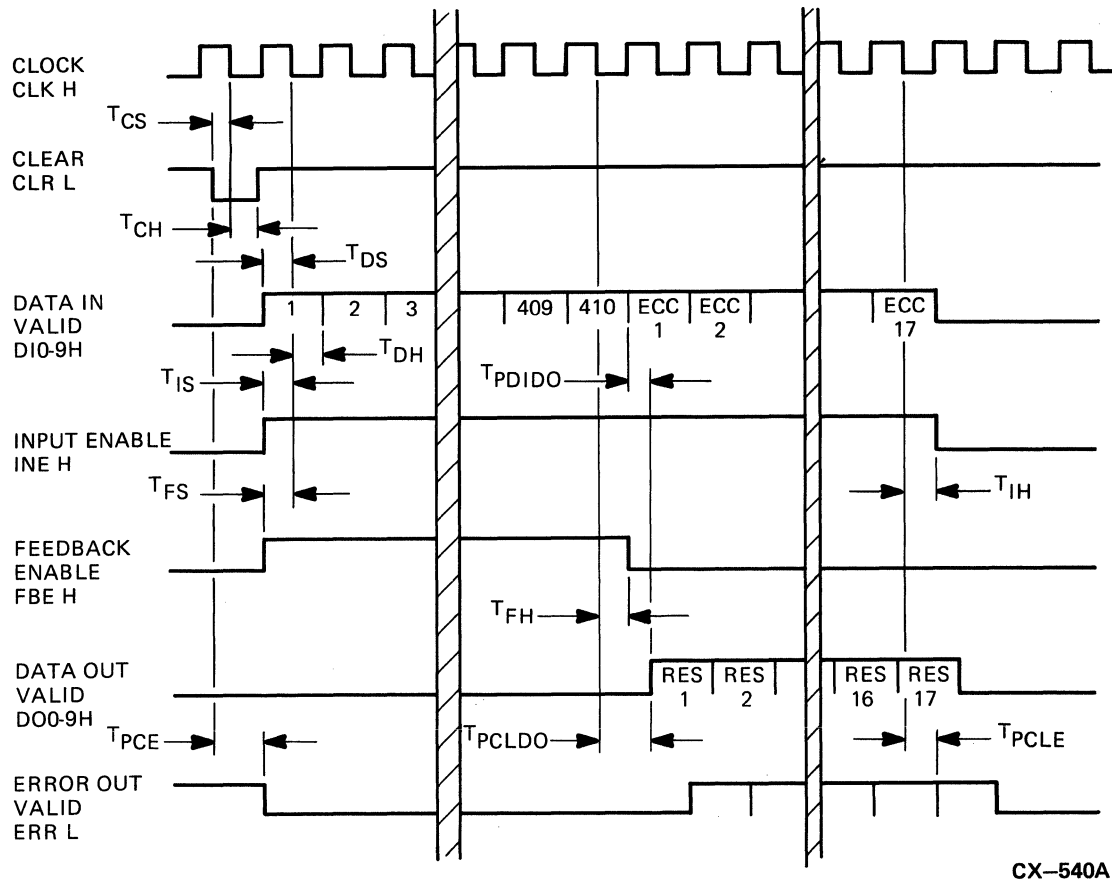 CLOCK
CLK H
TCS
CLEAR
CLR L
TCH
TDS
DATA IN
VALID
DI0-9H
1 2 3 409 410 ECC 1 ECC 2 ECC 17
TDH
TIS
TPDIDO
INPUT ENABLE
INE H
TFS
TIH
FEEDBACK
ENABLE
FBE H
TFH
DATA OUT
VALID
DO0-9H
RES 1 RES 2 RES 16 RES 17
TPCE
TPCLDO
TPCLE
ERROR OUT
VALID
ERR L
CX–540A